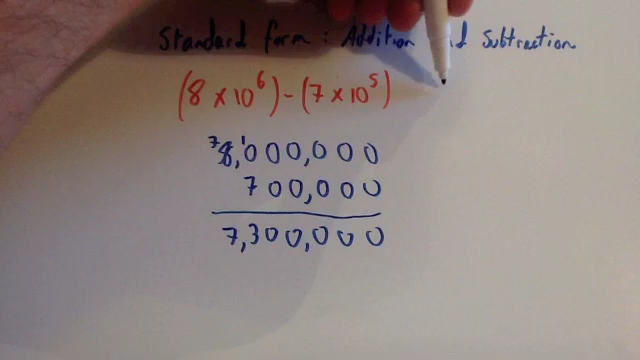 Standard form: Addition and Subtraction
(8 × 10⁶) - (7 × 10⁵)
⁷8,¹000,000
700,000
7,300,000